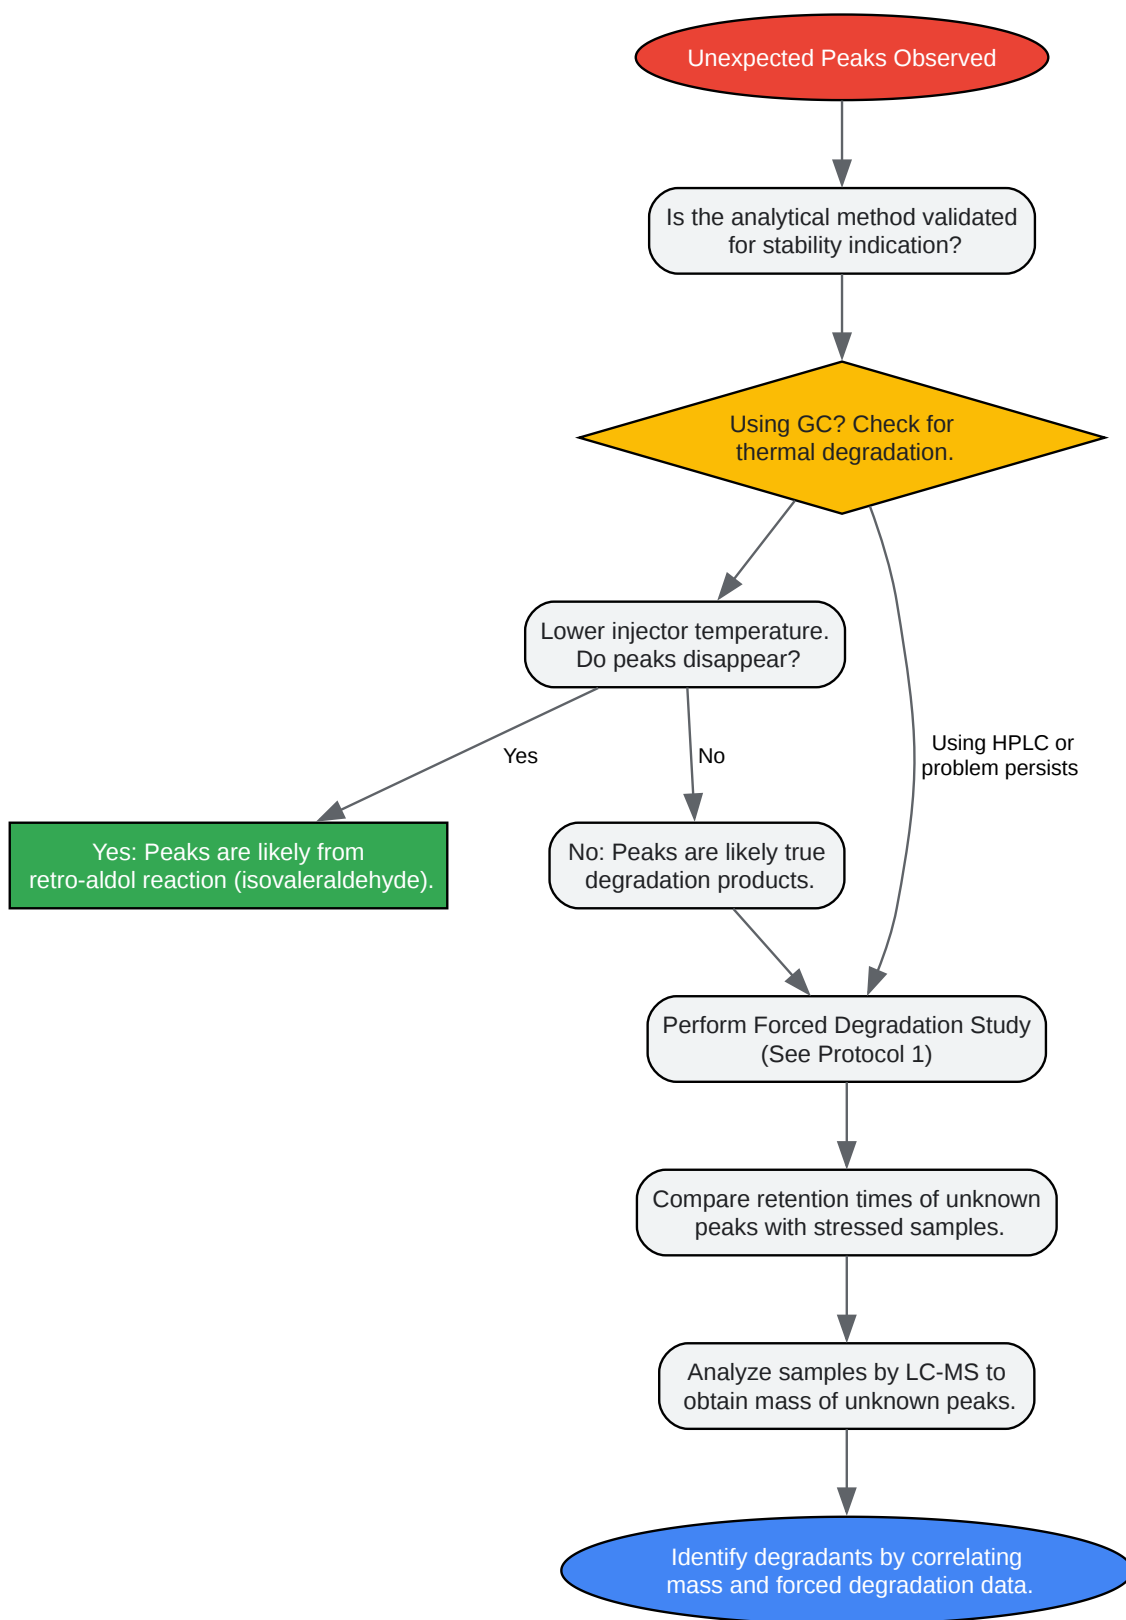 Unexpected Peaks Observed
Is the analytical method validated
for stability indication?
Using GC? Check for
thermal degradation.
Lower injector temperature.
Do peaks disappear?
Using HPLC or
problem persists
Yes
No
Yes: Peaks are likely from
retro-aldol reaction (isovaleraldehyde).
No: Peaks are likely true
degradation products.
Perform Forced Degradation Study
(See Protocol 1)
Compare retention times of unknown
peaks with stressed samples.
Analyze samples by LC-MS to
obtain mass of unknown peaks.
Identify degradants by correlating
mass and forced degradation data.